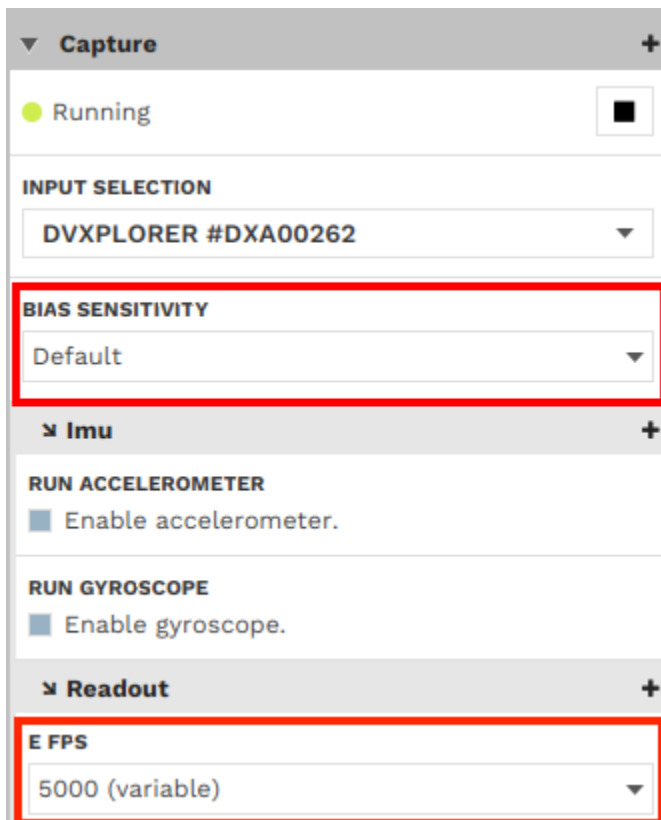 Capture
Running
INPUT SELECTION
DVXPLORER #DXA00262
BIAS SENSITIVITY
Default
Imu
RUN ACCELEROMETER
Enable accelerometer.
RUN GYROSCOPE
Enable gyroscope.
Readout
E FPS
5000 (variable)